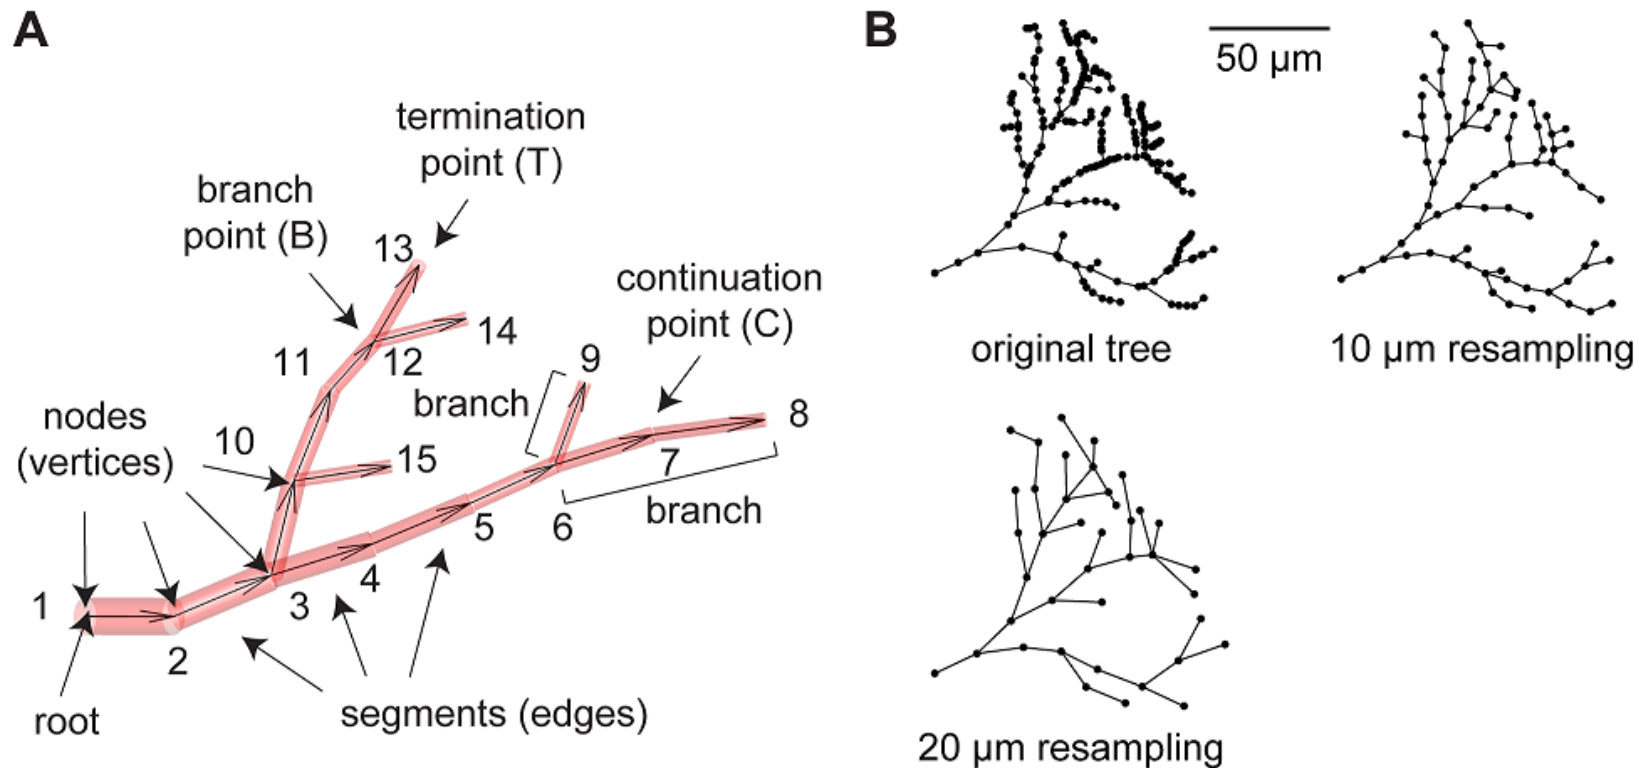 A
termination
point (T)
branch
point (B)
13
continuation
point (C)
14
11
12
9
branch
8
nodes
(vertices)
10
15
7
branch
5
6
4
1
3
2
root
segments (edges)
B
50 µm
original tree
10 µm resampling
20 µm resampling